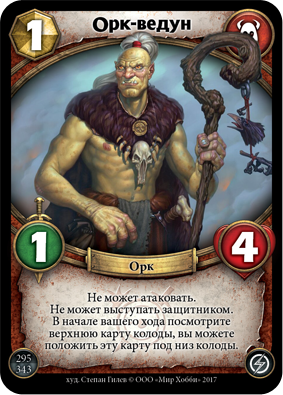 1
Орк-ведун
1
4
Орк
Не может атаковать.
Не может выступать защитником.
В начале вашего хода посмотрите
верхнюю карту колоды, вы можете
положить эту карту под низ колоды.
295
343
худ. Степан Гилев © ООО «Мир Хобби» 2017